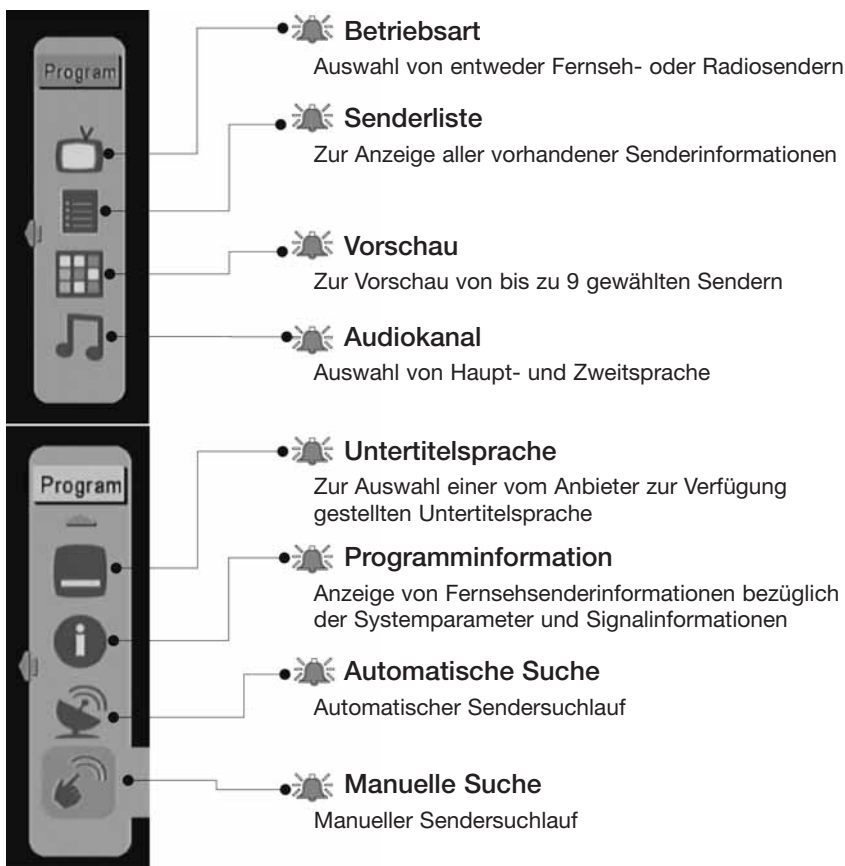 Program
Betriebsart
Auswahl von entweder Fernseh- oder Radiosendern
Senderliste
Zur Anzeige aller vorhandener Senderinformationen
Vorschau
Zur Vorschau von bis zu 9 gewählten Sendern
Audiokanal
Auswahl von Haupt- und Zweitsprache
Program
Untertitelsprache
Zur Auswahl einer vom Anbieter zur Verfügung
gestellten Untertitelsprache
Programminformation
Anzeige von Fernsehsenderinformationen bezüglich
der Systemparameter und Signalinformationen
Automatische Suche
Automatischer Sendersuchlauf
Manuelle Suche
Manueller Sendersuchlauf